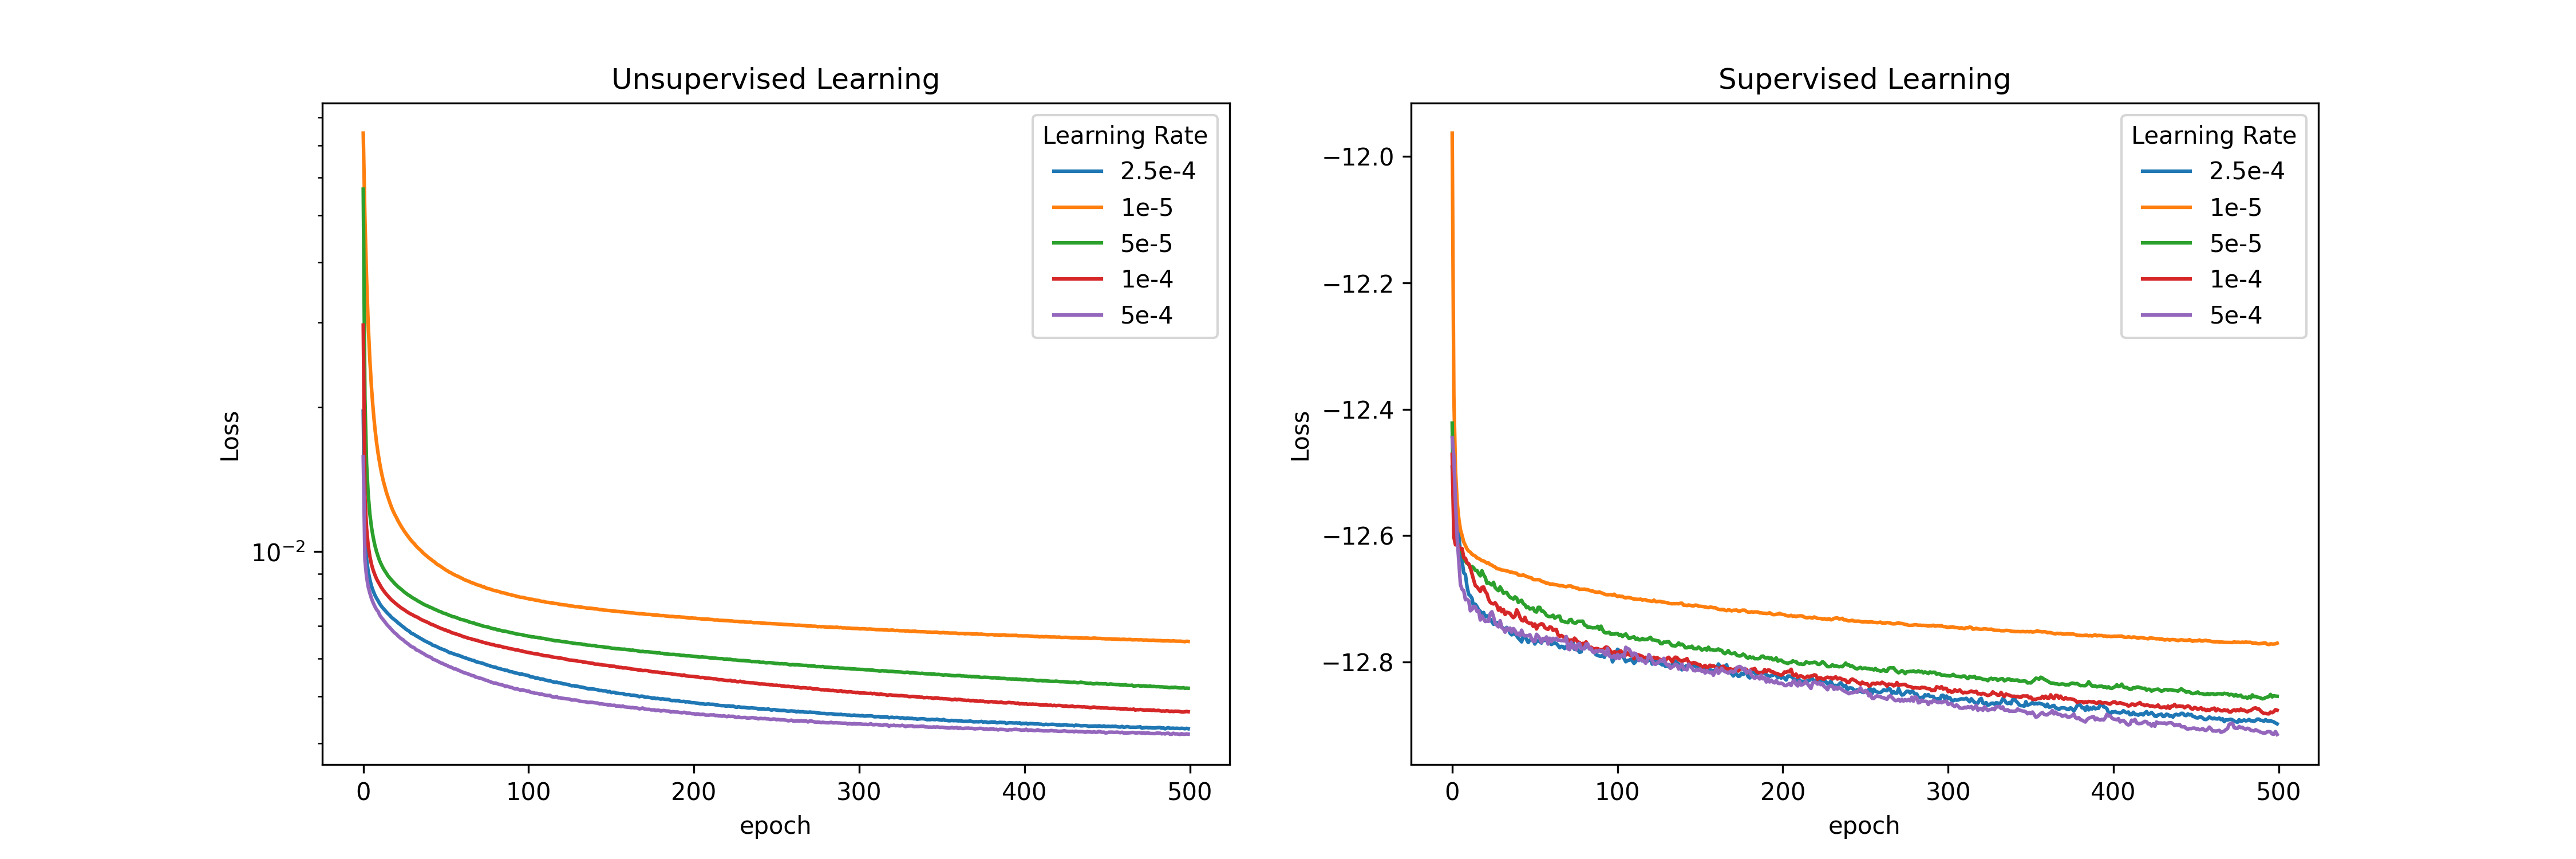 Unsupervised Learning
Loss
10⁻²
Learning Rate
2.5e-4
1e-5
5e-5
1e-4
5e-4
0 100 200 300 400 500
epoch
Supervised Learning
Loss
−12.0
−12.2
−12.4
−12.6
−12.8
Learning Rate
2.5e-4
1e-5
5e-5
1e-4
5e-4
0 100 200 300 400 500
epoch